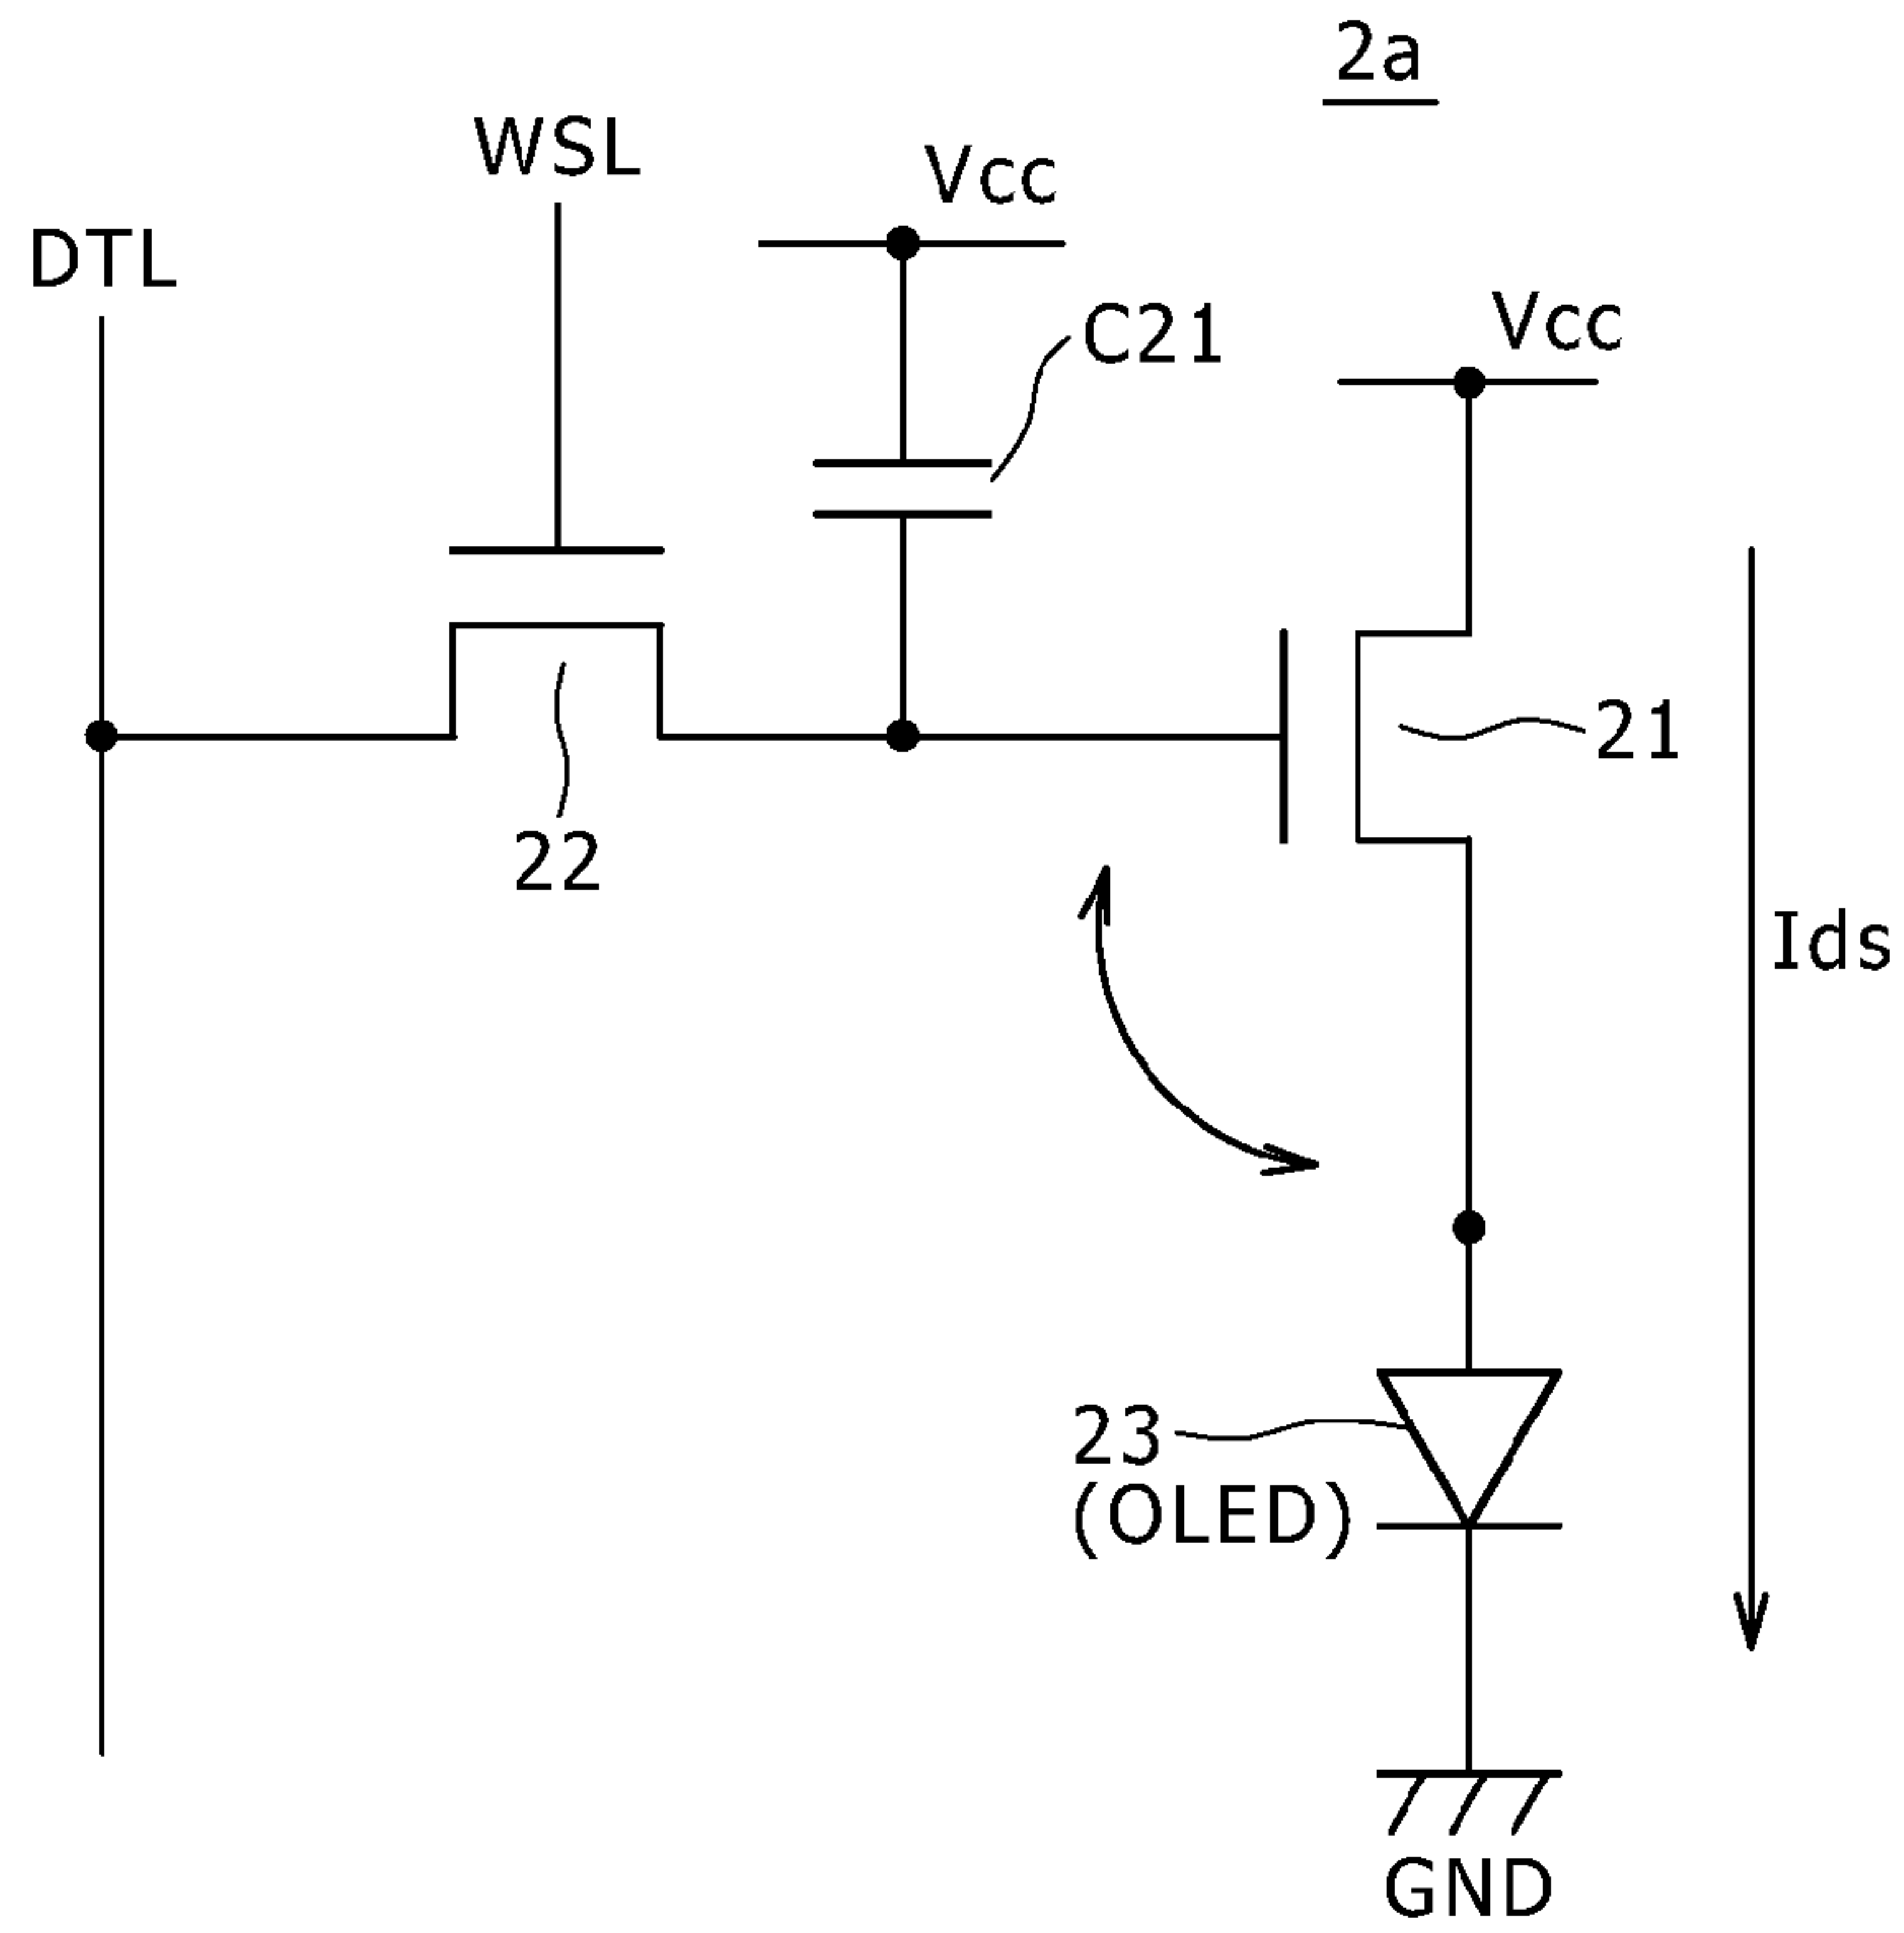 2a
WSL
Vcc
DTL
C21
Vcc
21
22
Ids
23
(OLED)
GND